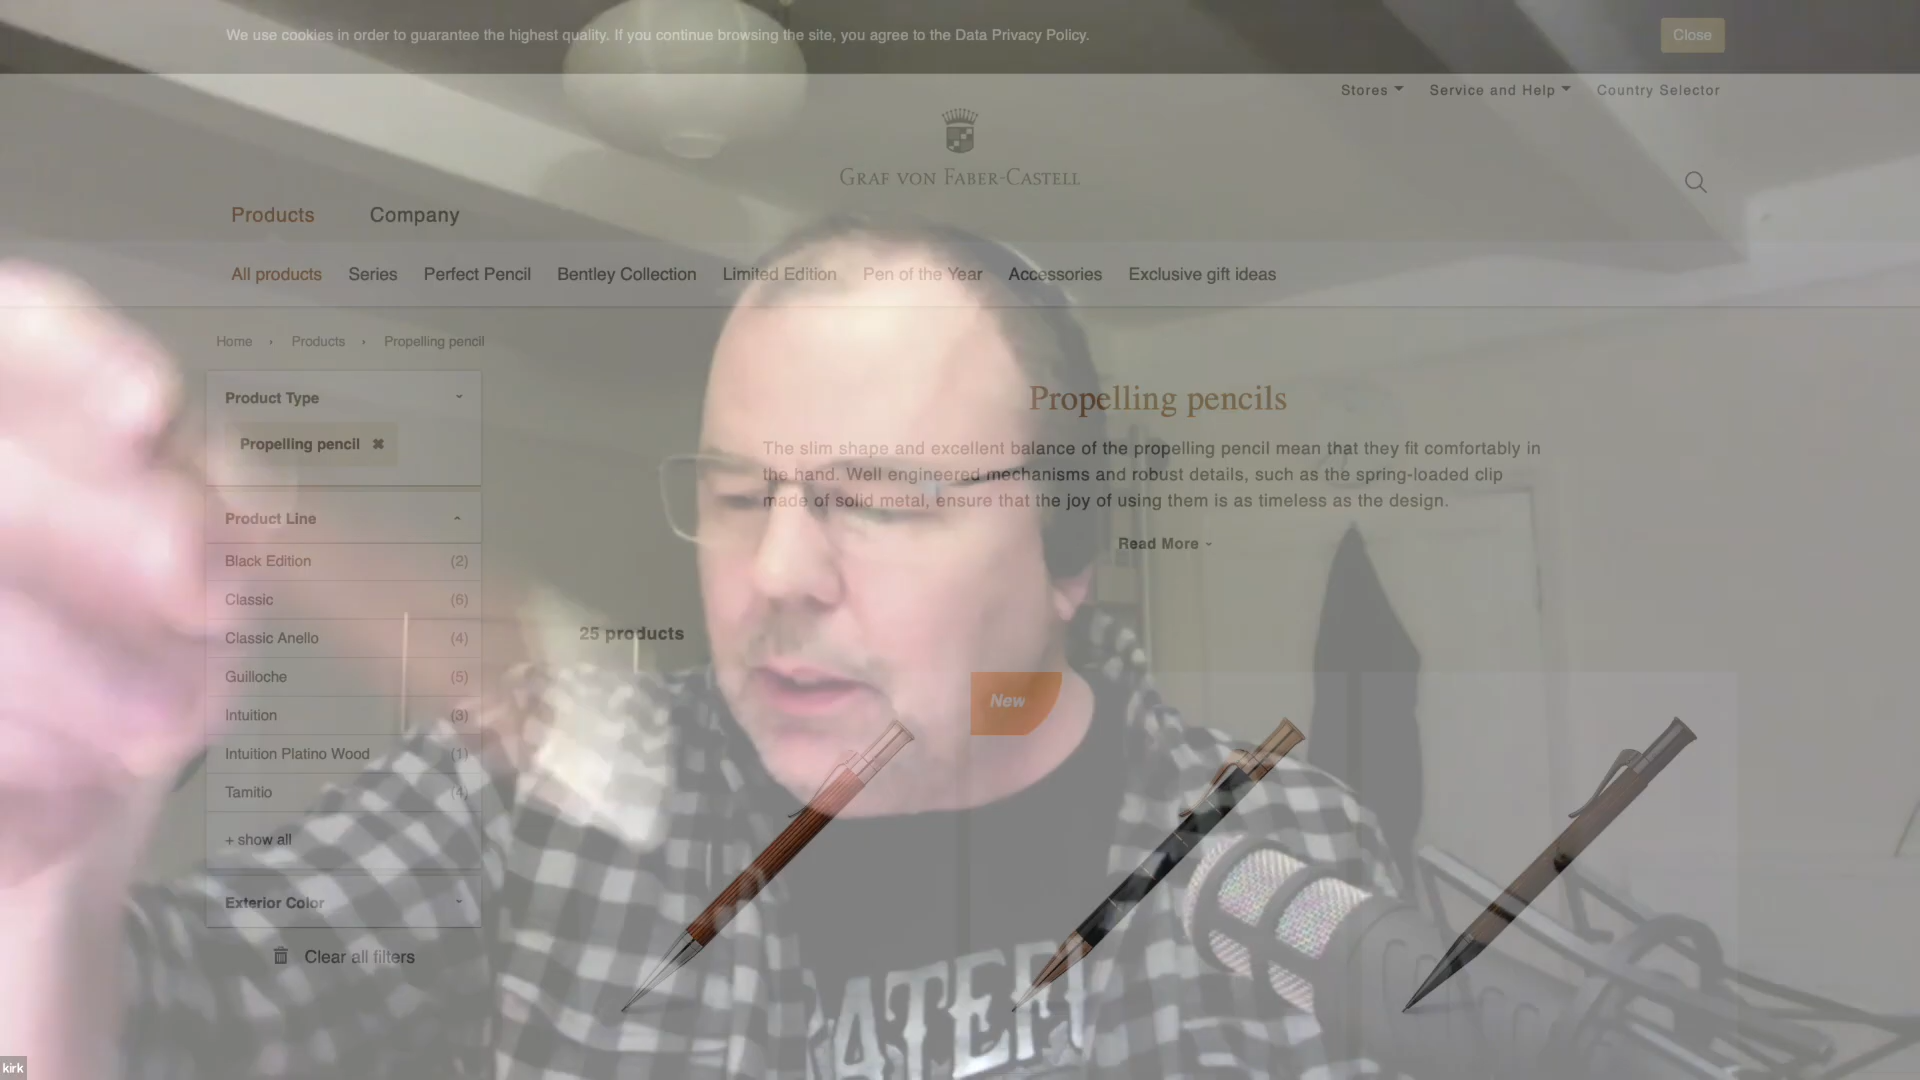 We use cookies in order to guarantee the highest quality. If you continue browsing the site, you agree to the Data Privacy Policy.
Close
Stores
Service and Help
Country Selector
GRAF VON FABER-CASTELL
Products
Company
All products
Series
Perfect Pencil
Bentley Collection
Limited Edition
Pen of the Year
Accessories
Exclusive gift ideas
Home › Products › Propelling pencil
Product Type
Propelling pencil ✖
Product Line
Black Edition (2)
Classic (6)
Classic Anello (4)
Guilloche (5)
Intuition (3)
Intuition Platino Wood (1)
Tamitio (4)
+ show all
Exterior Color
Clear all filters
Propelling pencils
The slim shape and excellent balance of the propelling pencil mean that they fit comfortably in
the hand. Well engineered mechanisms and robust details, such as the spring-loaded clip
made of solid metal, ensure that the joy of using them is as timeless as the design.
Read More
25 products
New
kirk